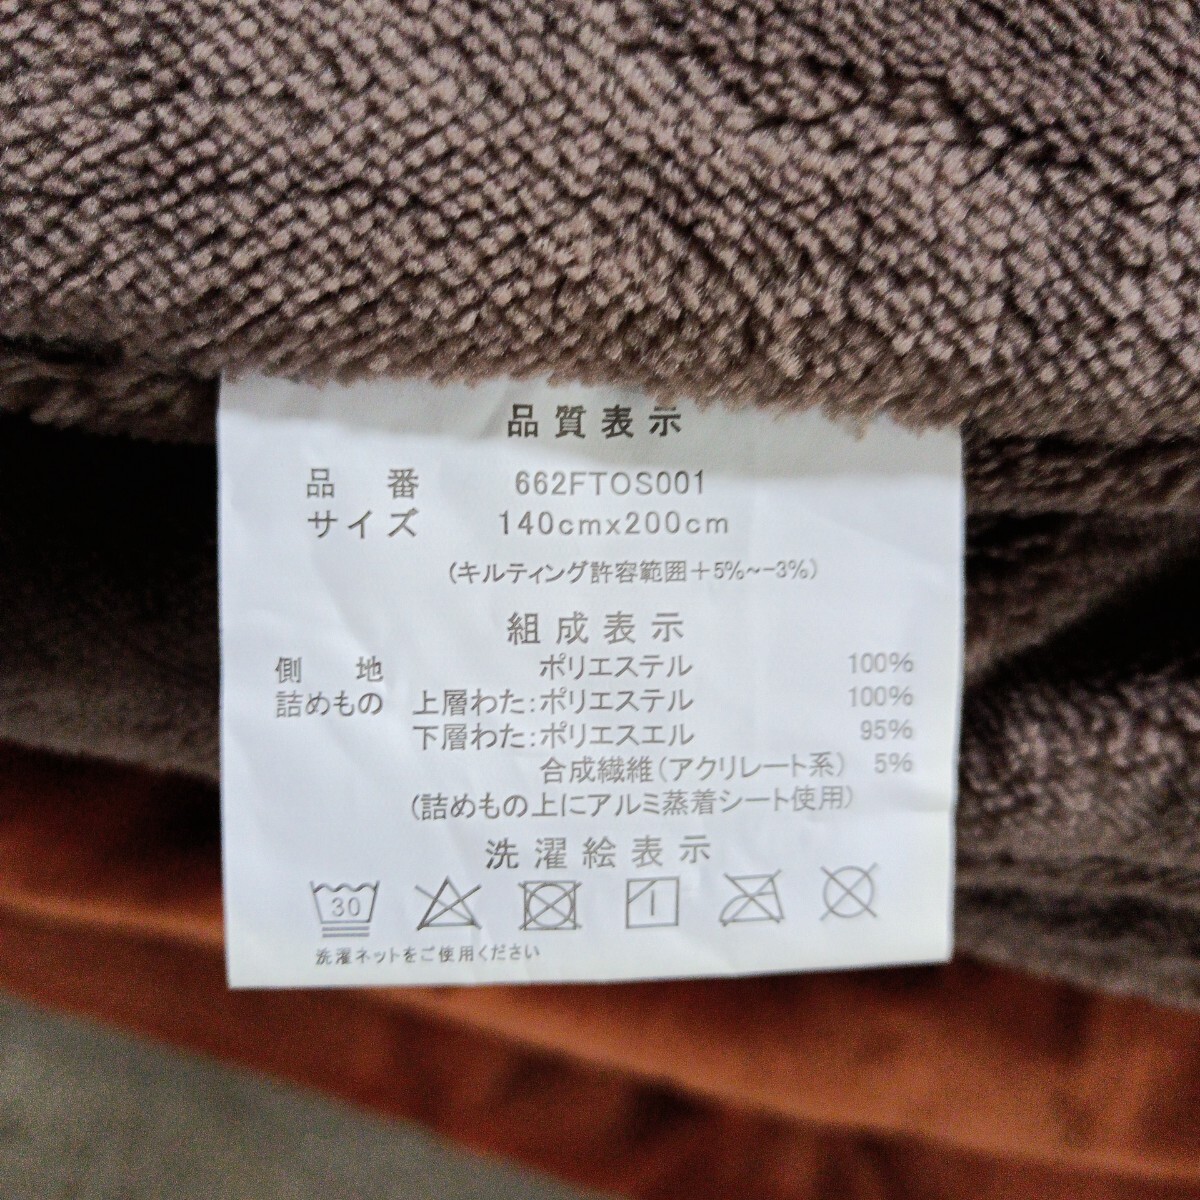 品質表示
品　番　662FTOS001
サイズ　140cmx200cm
(キルティング許容範囲+5%~-3%)
組成表示
側　地　ポリエステル　100%
詰めもの　上層わた:ポリエステル　100%
下層わた:ポリエスエル　95%
合成繊維(アクリレート系)　5%
(詰めもの上にアルミ蒸着シート使用)
洗濯絵表示
30
洗濯ネットをご使用ください